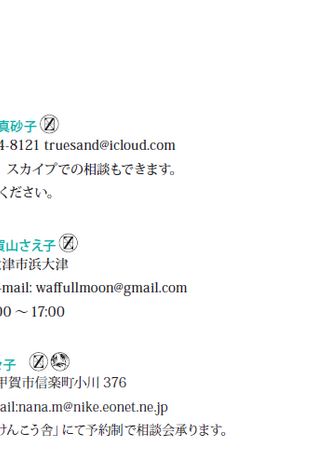 真砂子
4-8121 truesand@icloud.com
スカイプでの相談もできます。
ください。
賀山さえ子
大津市浜大津
-mail: waffullmoon@gmail.com
00 ～ 17:00
子
甲賀市信楽町小川 376
ail:nana.m@nike.eonet.ne.jp
けんこう舎」にて予約制で相談会承ります。